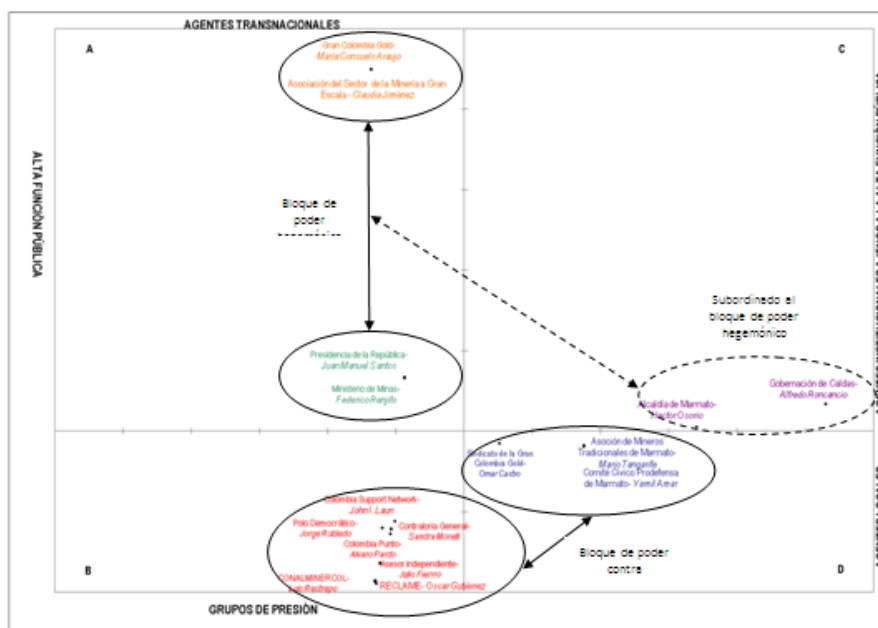 AGENTES TRANSNACIONALES
A
C
Gran Colombia Gold-
María Consuelo Araujo
Asociación del Sector de la Minería a Gran
Escala - Claudia Jiménez
ALTA FUNCIÓN PÚBLICA
Bloque de
poder
Subordinado al
bloque de poder
hegemónico
Presidencia de la República-
Juan Manuel Santos
Ministerio de Minas-
Federico Renjifo
Gobernación de Caldas-
Alfredo Roncancio
Alcaldía de Marmato-
Hector Osorio
Sindicato de la Gran
Colombia Gold-
Omar Castro
Asoción de Mineros
Tradicionales de Marmato-
Mario Tangarife
Comité Cívico Prodefensa
de Marmato- Yamil Amar
Colombia Support Network-
John I. Laun
Polo Democrático-
Jorge Robledo
Contraloría General-
Sandra Morelli
Colombia Punto-
Alvaro Pardo
Asesor independiente-
Julio Fierro
CONALMINERCOL-
Luis Restrepo
RECLAME- Oscar Gutiérrez
Bloque de poder
contra
B
D
GRUPOS DE PRESIÓN